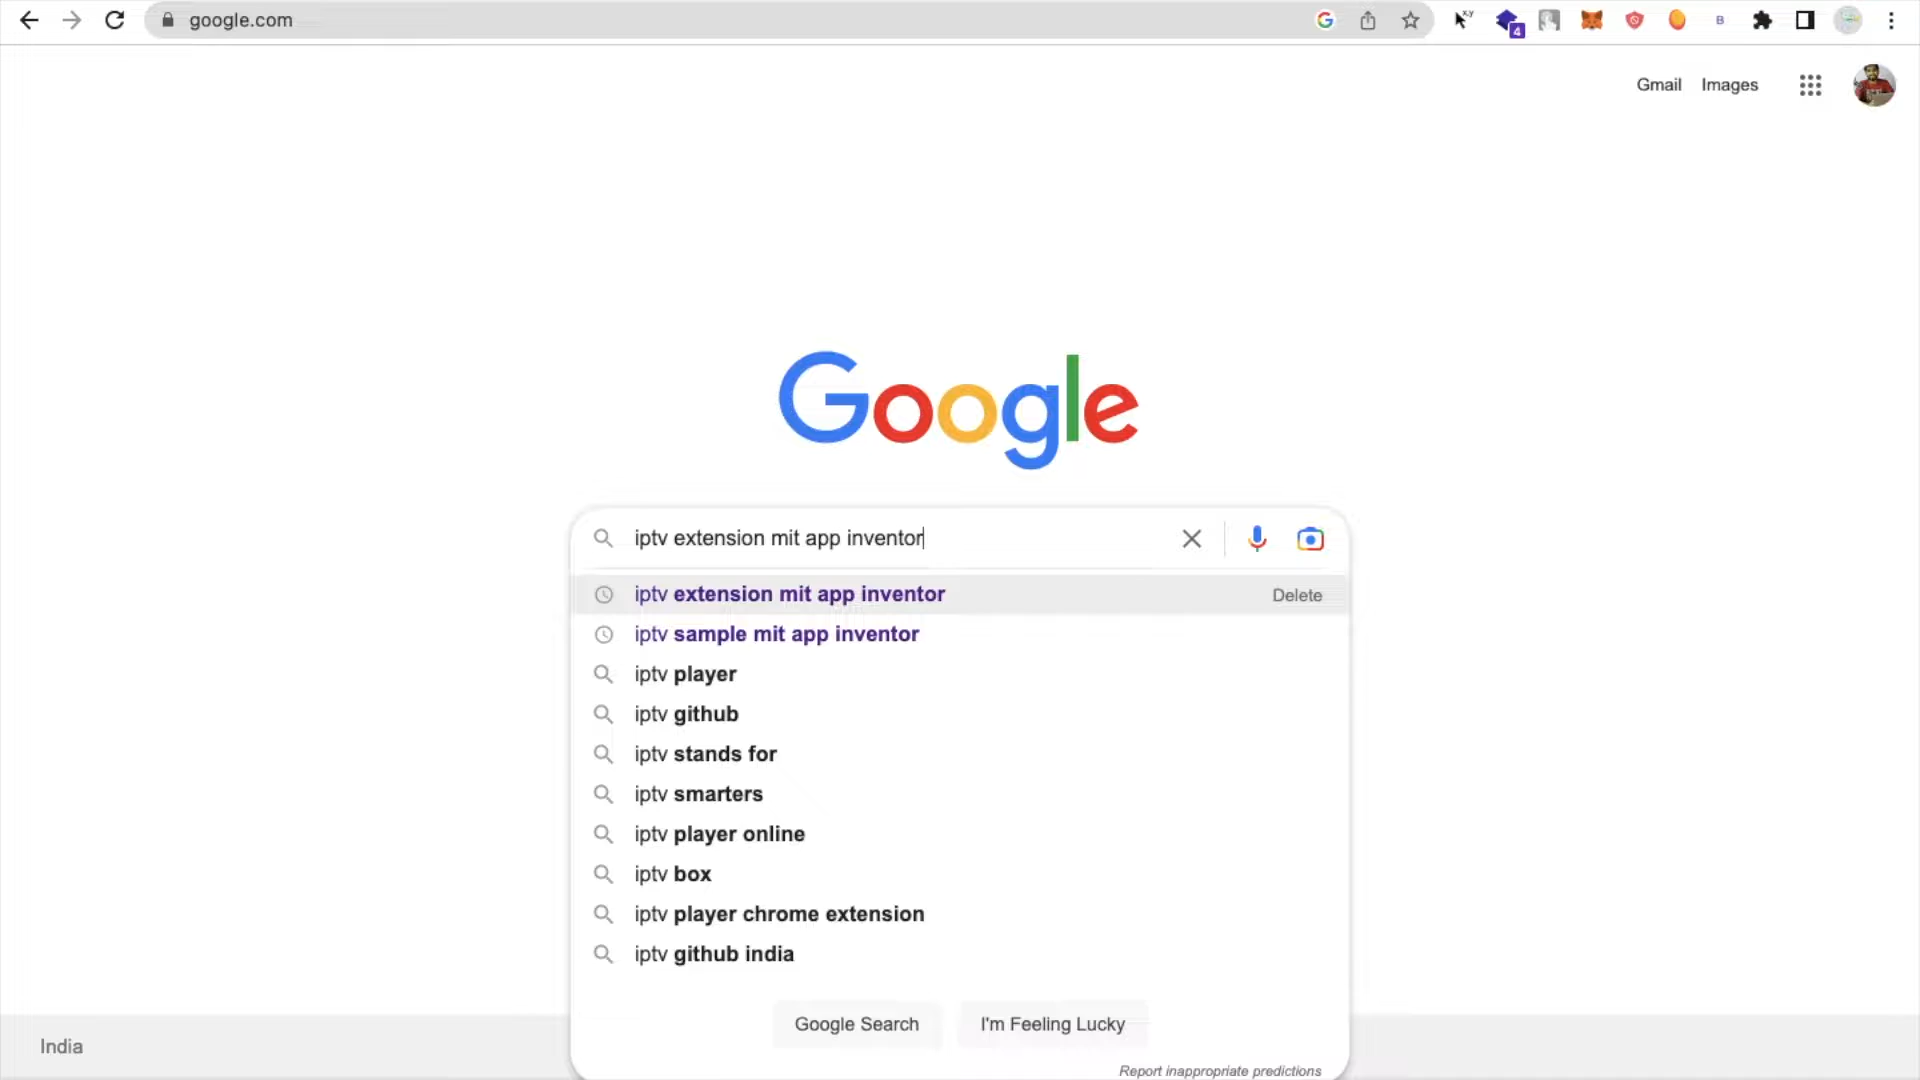 google.com
4
B
Gmail Images
Google
iptv extension mit app inventor
iptv extension mit app inventor Delete
iptv sample mit app inventor
iptv player
iptv github
iptv stands for
iptv smarters
iptv player online
iptv box
iptv player chrome extension
iptv github india
Google Search I'm Feeling Lucky
India
Report inappropriate predictions